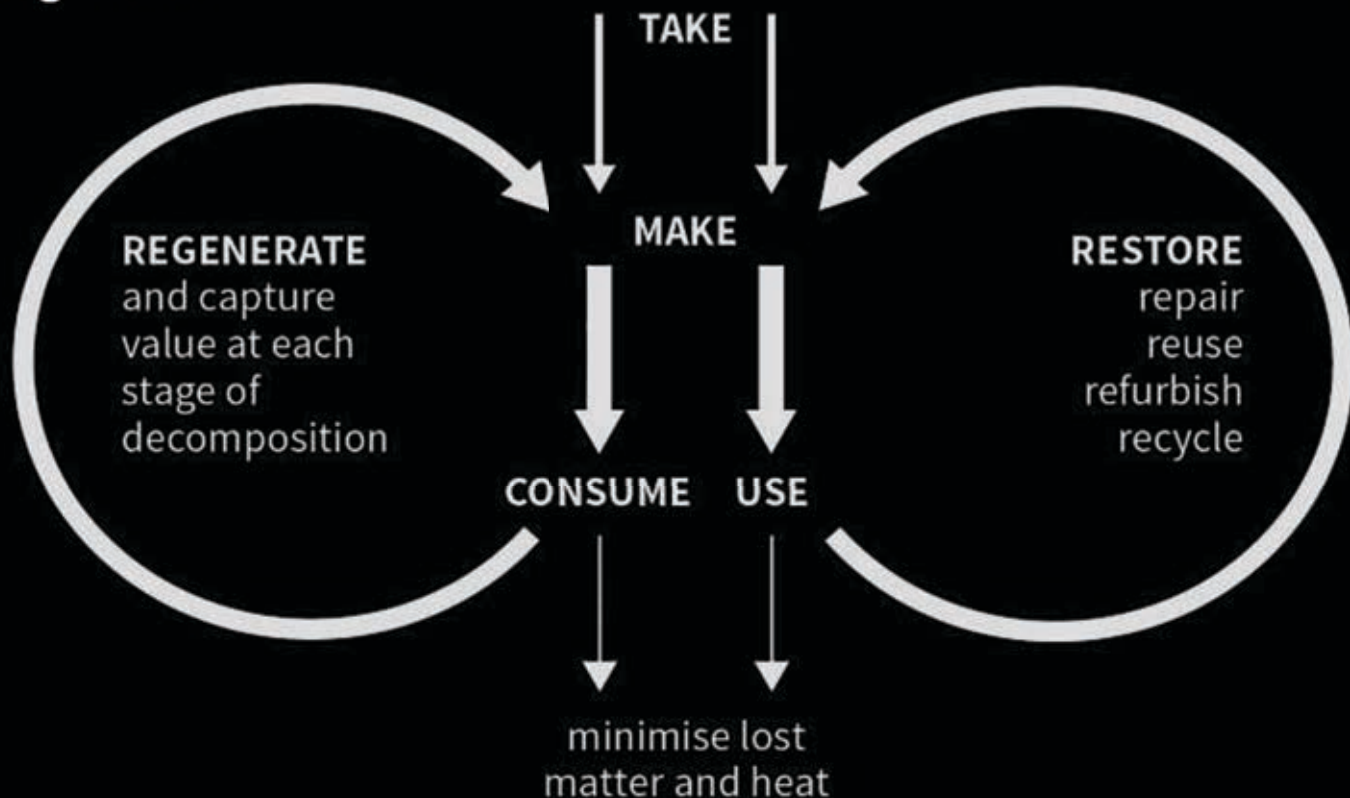 TAKE
MAKE
REGENERATE
and capture
value at each
stage of
decomposition
RESTORE
repair
reuse
refurbish
recycle
CONSUME USE
minimise lost
matter and heat